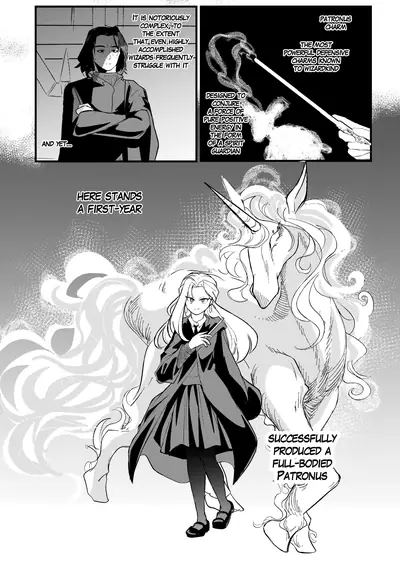 IT IS NOTORIOUSLY
COMPLEX, TO
THE EXTENT
THAT EVEN HIGHLY
ACCOMPLISHED
WIZARDS FREQUENTLY
STRUGGLE WITH IT
AND YET...
PATRONUS
CHARM
THE MOST
POWERFUL DEFENSIVE
CHARMS KNOWN
TO WIZARDKIND
DESIGNED TO
CONJURE
A FORCE OF
PURE POSITIVE
ENERGY IN
THE FORM
OF A SPIRIT
GUARDIAN
HERE STANDS
A FIRST-YEAR
SUCCESSFULLY
PRODUCED A
FULL-BODIED
PATRONUS